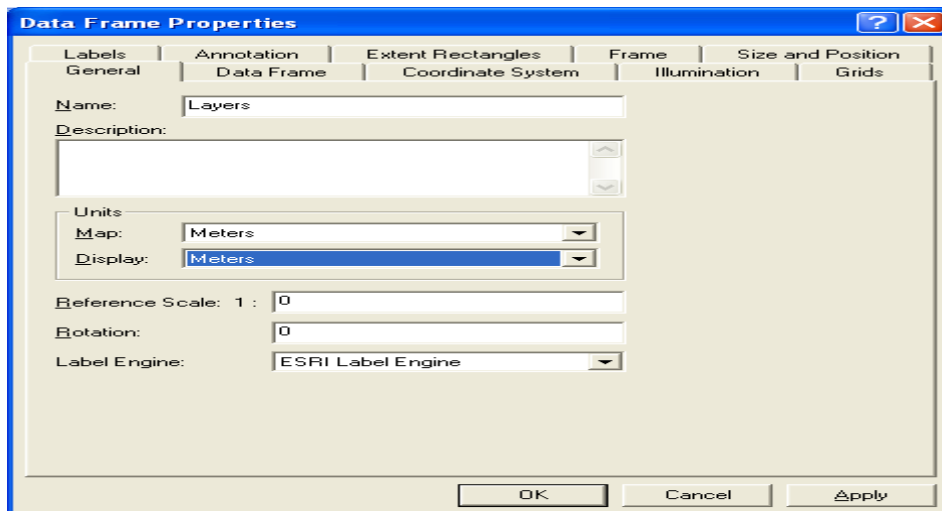 Data Frame Properties
Labels Annotation Extent Rectangles Frame Size and Position
General Data Frame Coordinate System Illumination Grids
Name: Layers
Description:
Units
Map: Meters
Display: Meters
Reference Scale: 1 : 0
Rotation: 0
Label Engine: ESRI Label Engine
OK Cancel Apply